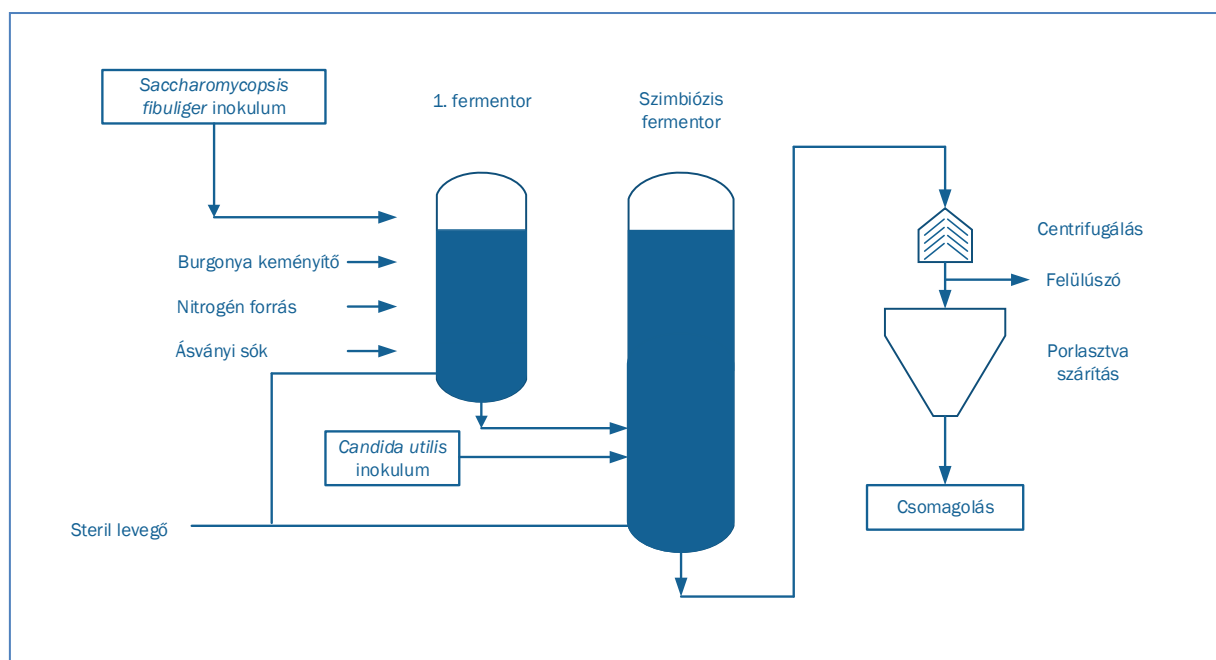 Saccharomycopsis
fibuliger inokulum
1. fermentor
Szimbiózis
fermentor
Burgonya keményítő
Nitrogén forrás
Ásványi sók
Candida utilis
inokulum
Steril levegő
Centrifugálás
Felülúszó
Porlasztva
szárítás
Csomagolás